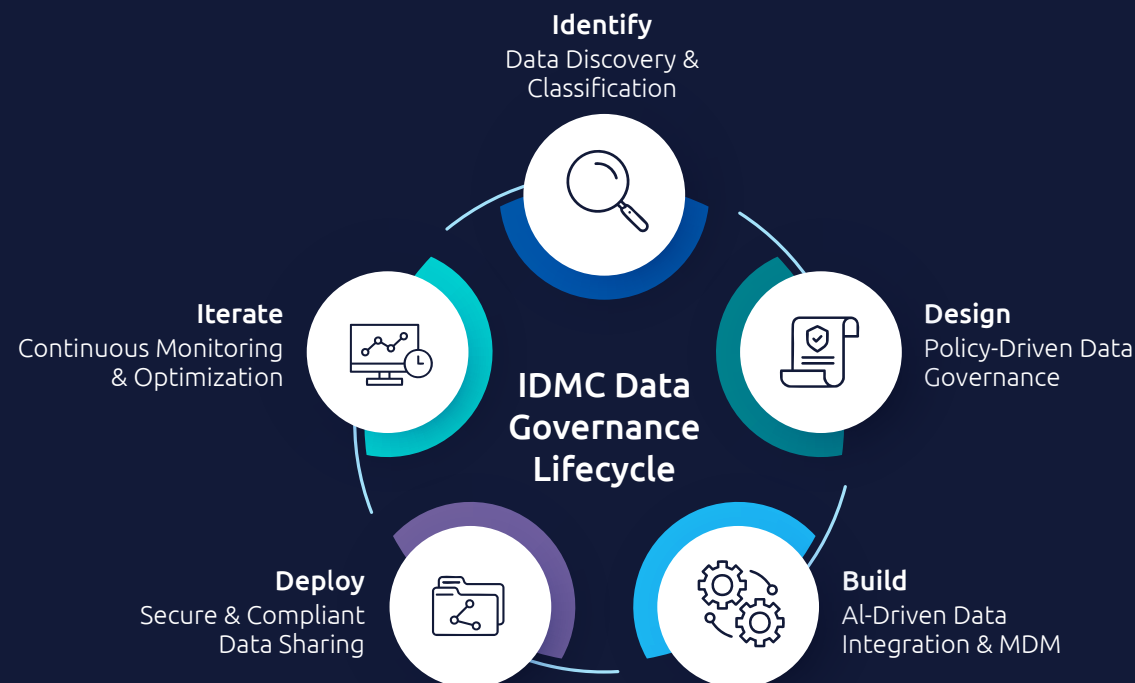 Identify
Data Discovery &
Classification
Design
Policy-Driven Data
Governance
Build
AI-Driven Data
Integration & MDM
Deploy
Secure & Compliant
Data Sharing
Iterate
Continuous Monitoring
& Optimization
IDMC Data
Governance
Lifecycle